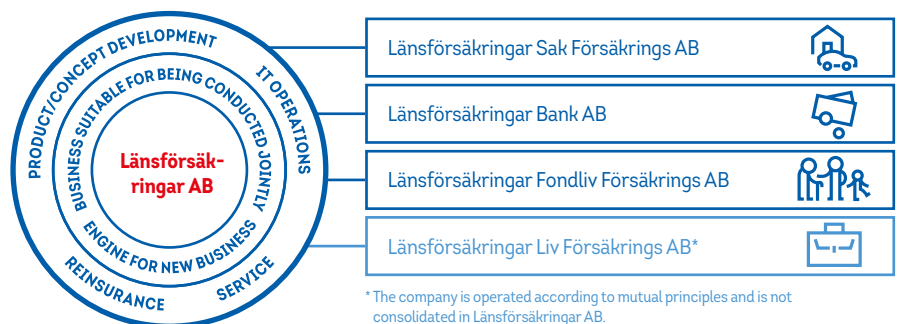 PRODUCT/CONCEPT DEVELOPMENT
IT OPERATIONS
SERVICE
REINSURANCE
BUSINESS SUITABLE FOR BEING CONDUCTED JOINTLY
ENGINE FOR NEW BUSINESS
Länsförsäk-
ringar AB
Länsförsäkringar Sak Försäkrings AB
Länsförsäkringar Bank AB
Länsförsäkringar Fondliv Försäkrings AB
Länsförsäkringar Liv Försäkrings AB*
* The company is operated according to mutual principles and is not
consolidated in Länsförsäkringar AB.